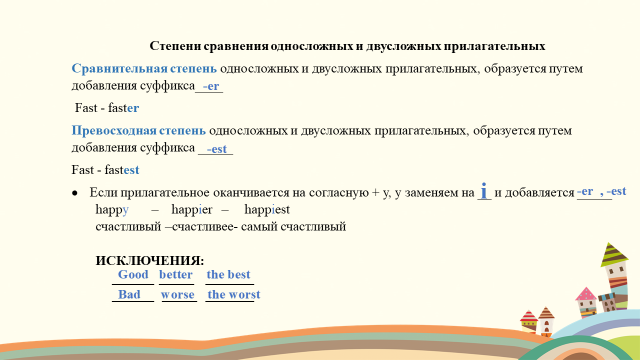 Степени сравнения односложных и двусложных прилагательных
Сравнительная степень односложных и двусложных прилагательных, образуется путем
добавления суффикса -er
Fast - faster
Превосходная степень односложных и двусложных прилагательных, образуется путем
добавления суффикса -est
Fast - fastest
• Если прилагательное оканчивается на согласную + y, y заменяем на i и добавляется -er , -est
happy – happier – happiest
счастливый –счастливее- самый счастливый
ИСКЛЮЧЕНИЯ:
Good better the best
Bad worse the worst